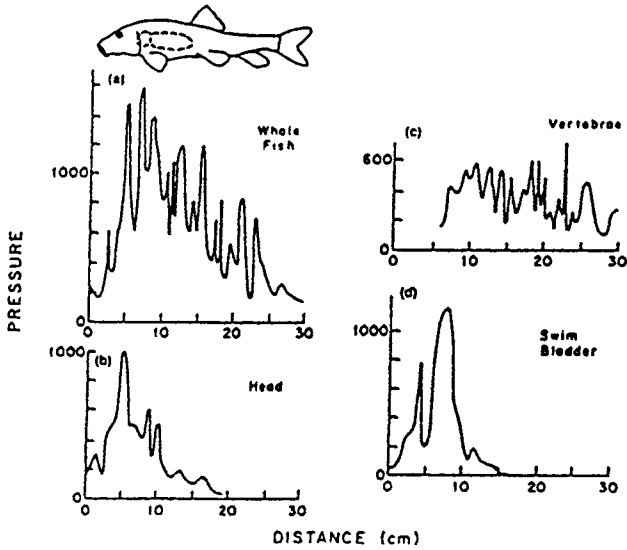 (a)
Whole
Fish
1000
0
0 10 20 30
(c)
Vertebrae
600
0
0 10 20 30
PRESSURE
(b)
Head
1000
0
0 10 20 30
(d)
Swim
Bladder
1000
0
0 10 20 30
DISTANCE (cm)